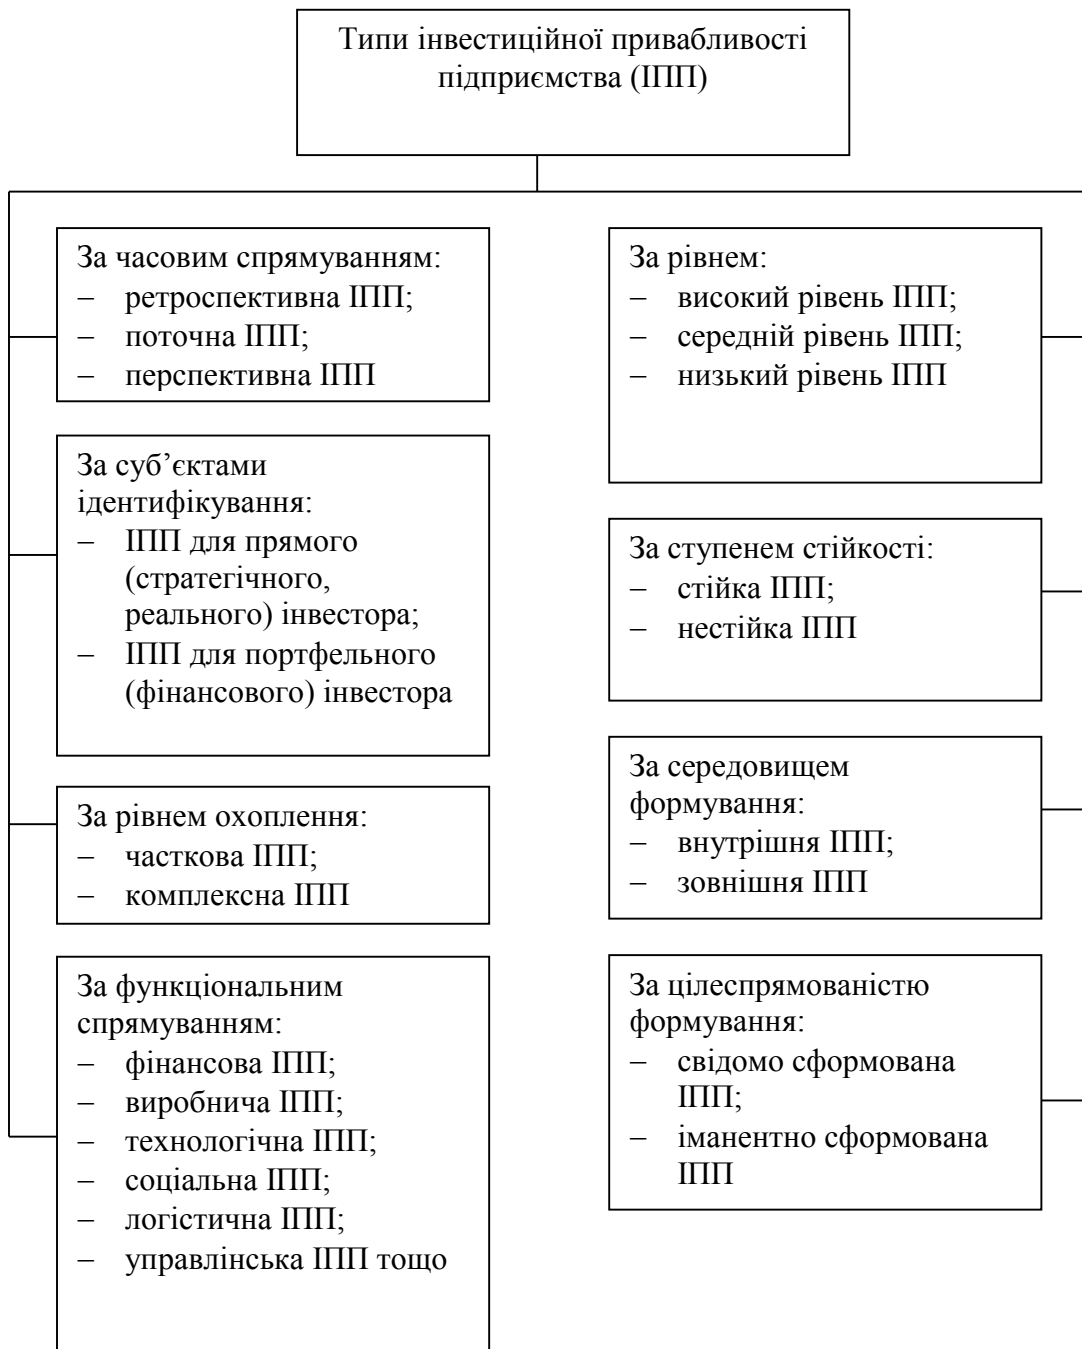 Типи інвестиційної привабливості
підприємства (ІПП)
За часовим спрямуванням:
– ретроспективна ІПП;
– поточна ІПП;
– перспективна ІПП
За суб’єктами
ідентифікування:
– ІПП для прямого
(стратегічного,
реального) інвестора;
– ІПП для портфельного
(фінансового) інвестора
За рівнем охоплення:
– часткова ІПП;
– комплексна ІПП
За функціональним
спрямуванням:
– фінансова ІПП;
– виробнича ІПП;
– технологічна ІПП;
– соціальна ІПП;
– логістична ІПП;
– управлінська ІПП тощо
За рівнем:
– високий рівень ІПП;
– середній рівень ІПП;
– низький рівень ІПП
За ступенем стійкості:
– стійка ІПП;
– нестійка ІПП
За середовищем
формування:
– внутрішня ІПП;
– зовнішня ІПП
За цілеспрямованістю
формування:
– свідомо сформована
ІПП;
– іманентно сформована
ІПП